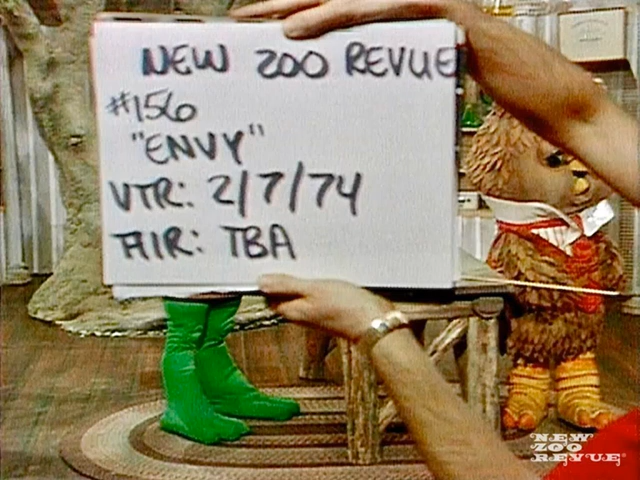 NEW ZOO REVUE
#156
"ENVY"
VTR: 2/7/74
AIR: TBA
NEW
ZOO
REVUE®